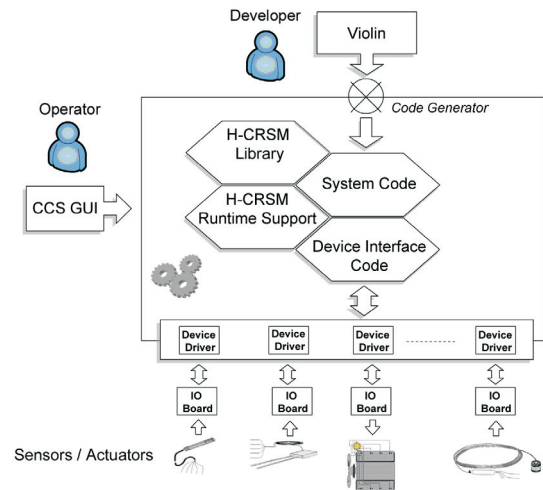 Developer
Violin
Operator
Code Generator
H-CRSM
Library
System Code
CCS GUI
H-CRSM
Runtime Support
Device Interface
Code
Device
Driver
Device
Driver
Device
Driver
Device
Driver
IO
Board
IO
Board
IO
Board
IO
Board
Sensors / Actuators